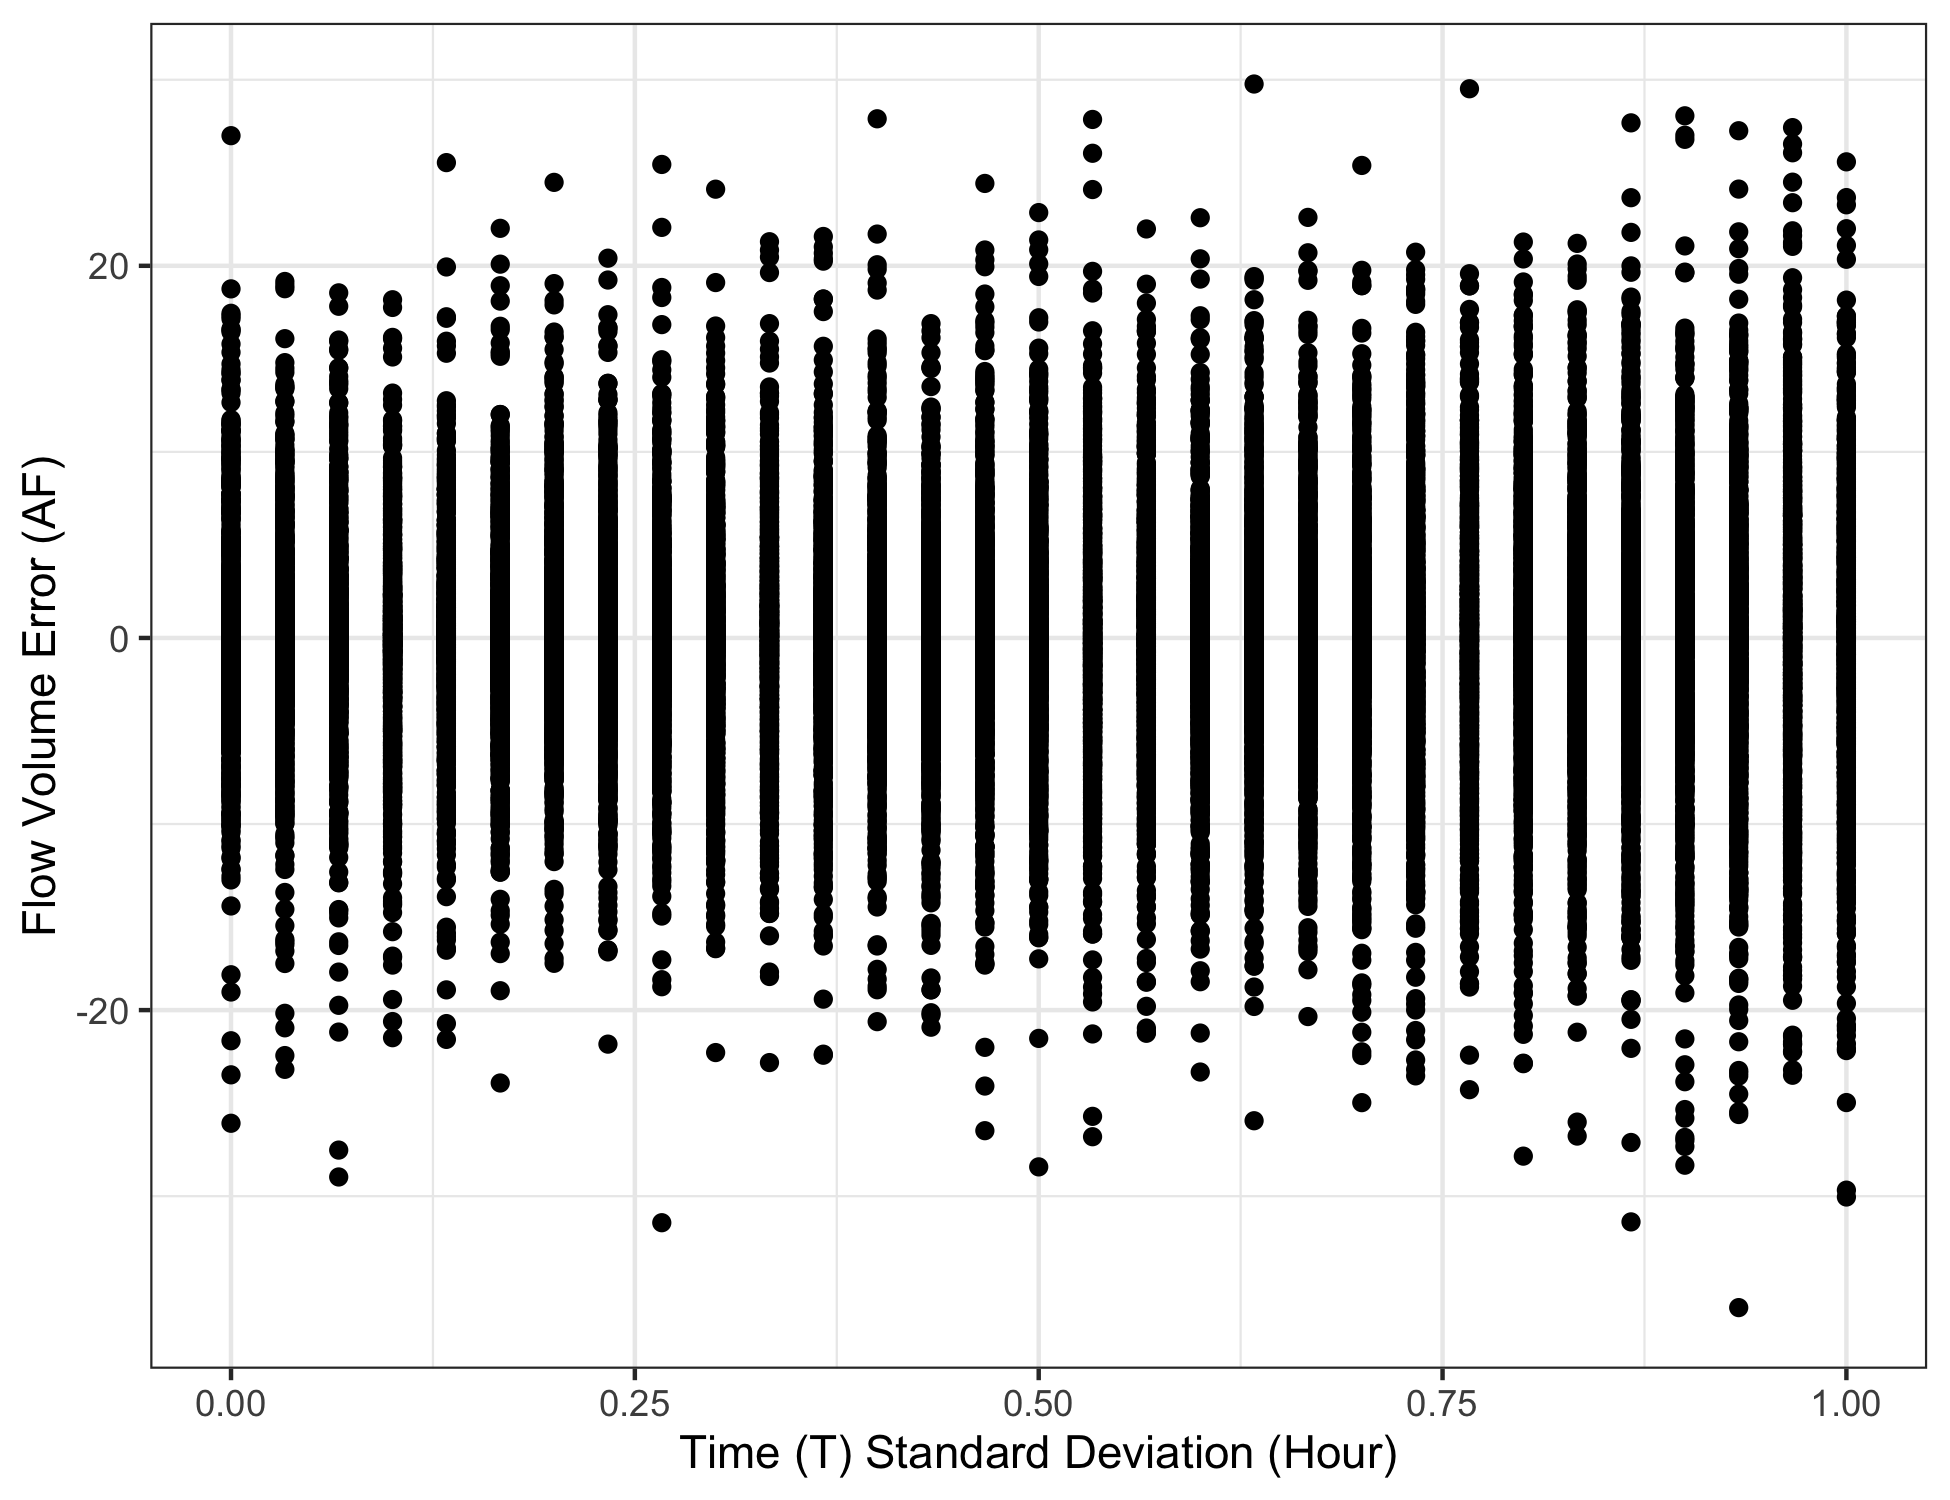 Flow Volume Error (AF)
20
0
-20
0.00 0.25 0.50 0.75 1.00
Time (T) Standard Deviation (Hour)